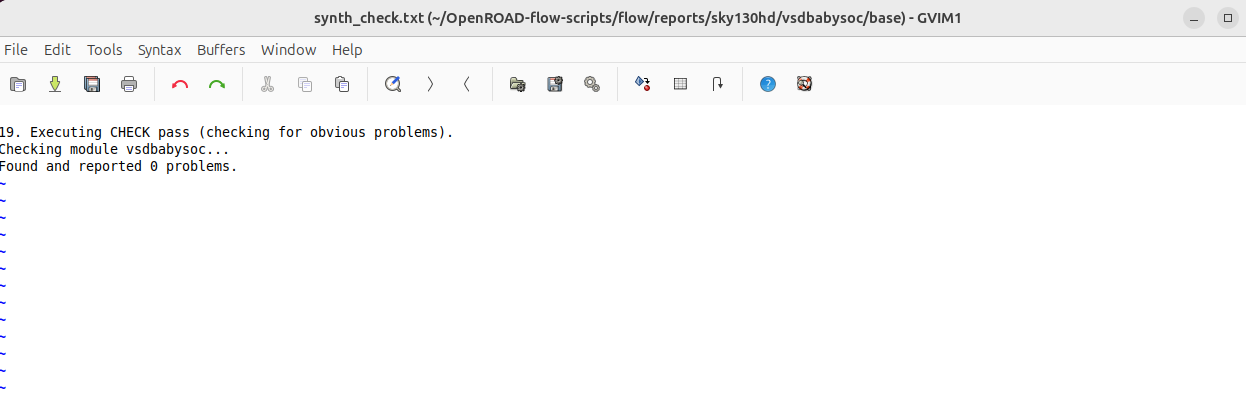 synth_check.txt (~/OpenROAD-flow-scripts/flow/reports/sky130hd/vsdbabysoc/base) - GVIM1
File Edit Tools Syntax Buffers Window Help
19. Executing CHECK pass (checking for obvious problems).
Checking module vsdbabysoc...
Found and reported 0 problems.
~
~
~
~
~
~
~
~
~
~
~
~
~